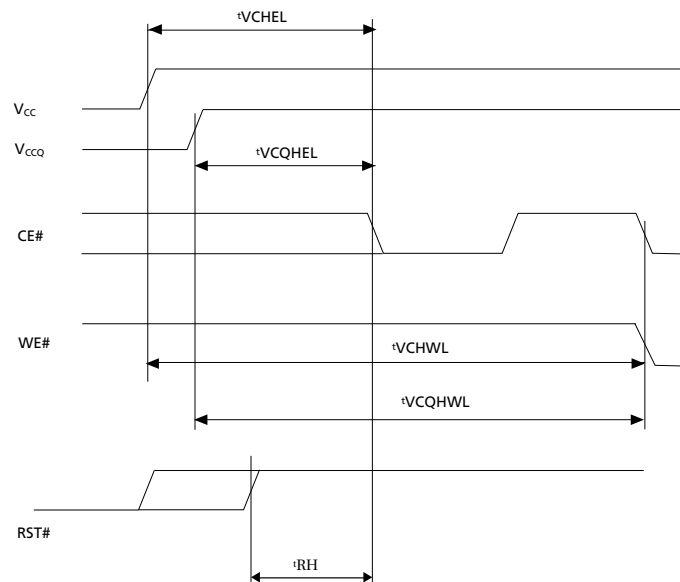 tVCHEL
VCC
VCCQ
tVCQHEL
CE#
WE#
tVCHWL
tVCQHWL
RST#
tRH